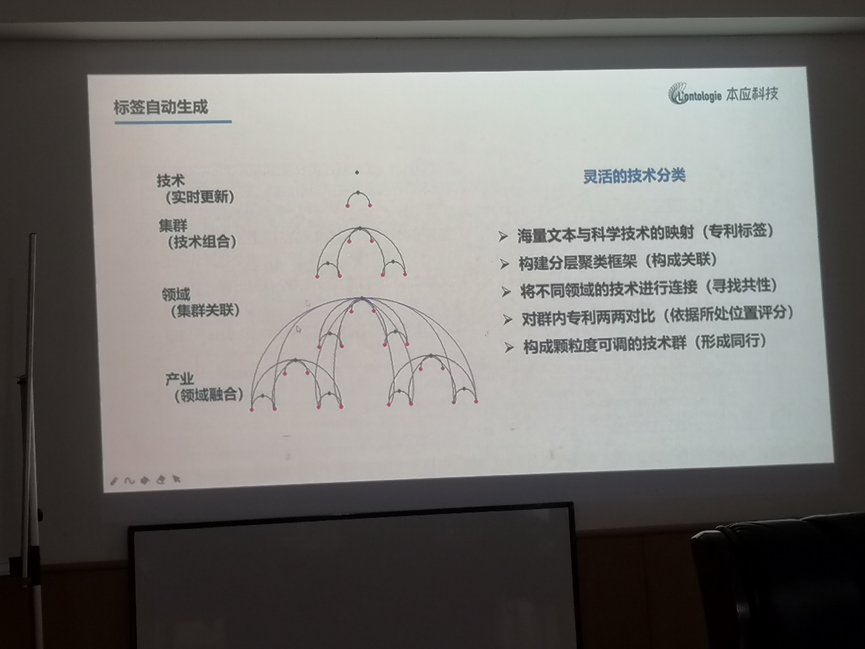 标签自动生成
Lontologie 本应科技
技术
（实时更新）
集群
（技术组合）
领域
（集群关联）
产业
（领域融合）
灵活的技术分类
海量文本与科学技术的映射（专利标签）
构建分层聚类框架（构成关联）
将不同领域的技术进行连接（寻找共性）
对群内专利两两对比（依据所处位置评分）
构成颗粒度可调的技术群（形成同行）